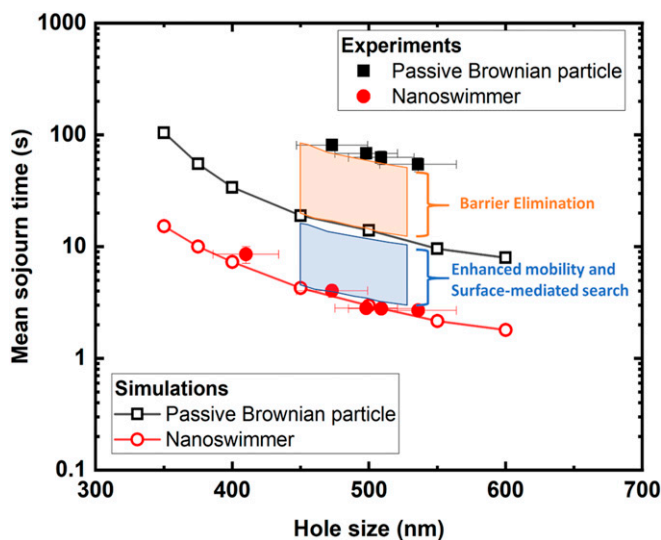 1000
100
10
1
0.1
Mean sojourn time (s)
Experiments
Passive Brownian particle
Nanoswimmer
Barrier Elimination
Enhanced mobility and
Surface-mediated search
Simulations
Passive Brownian particle
Nanoswimmer
300
400
500
600
700
Hole size (nm)